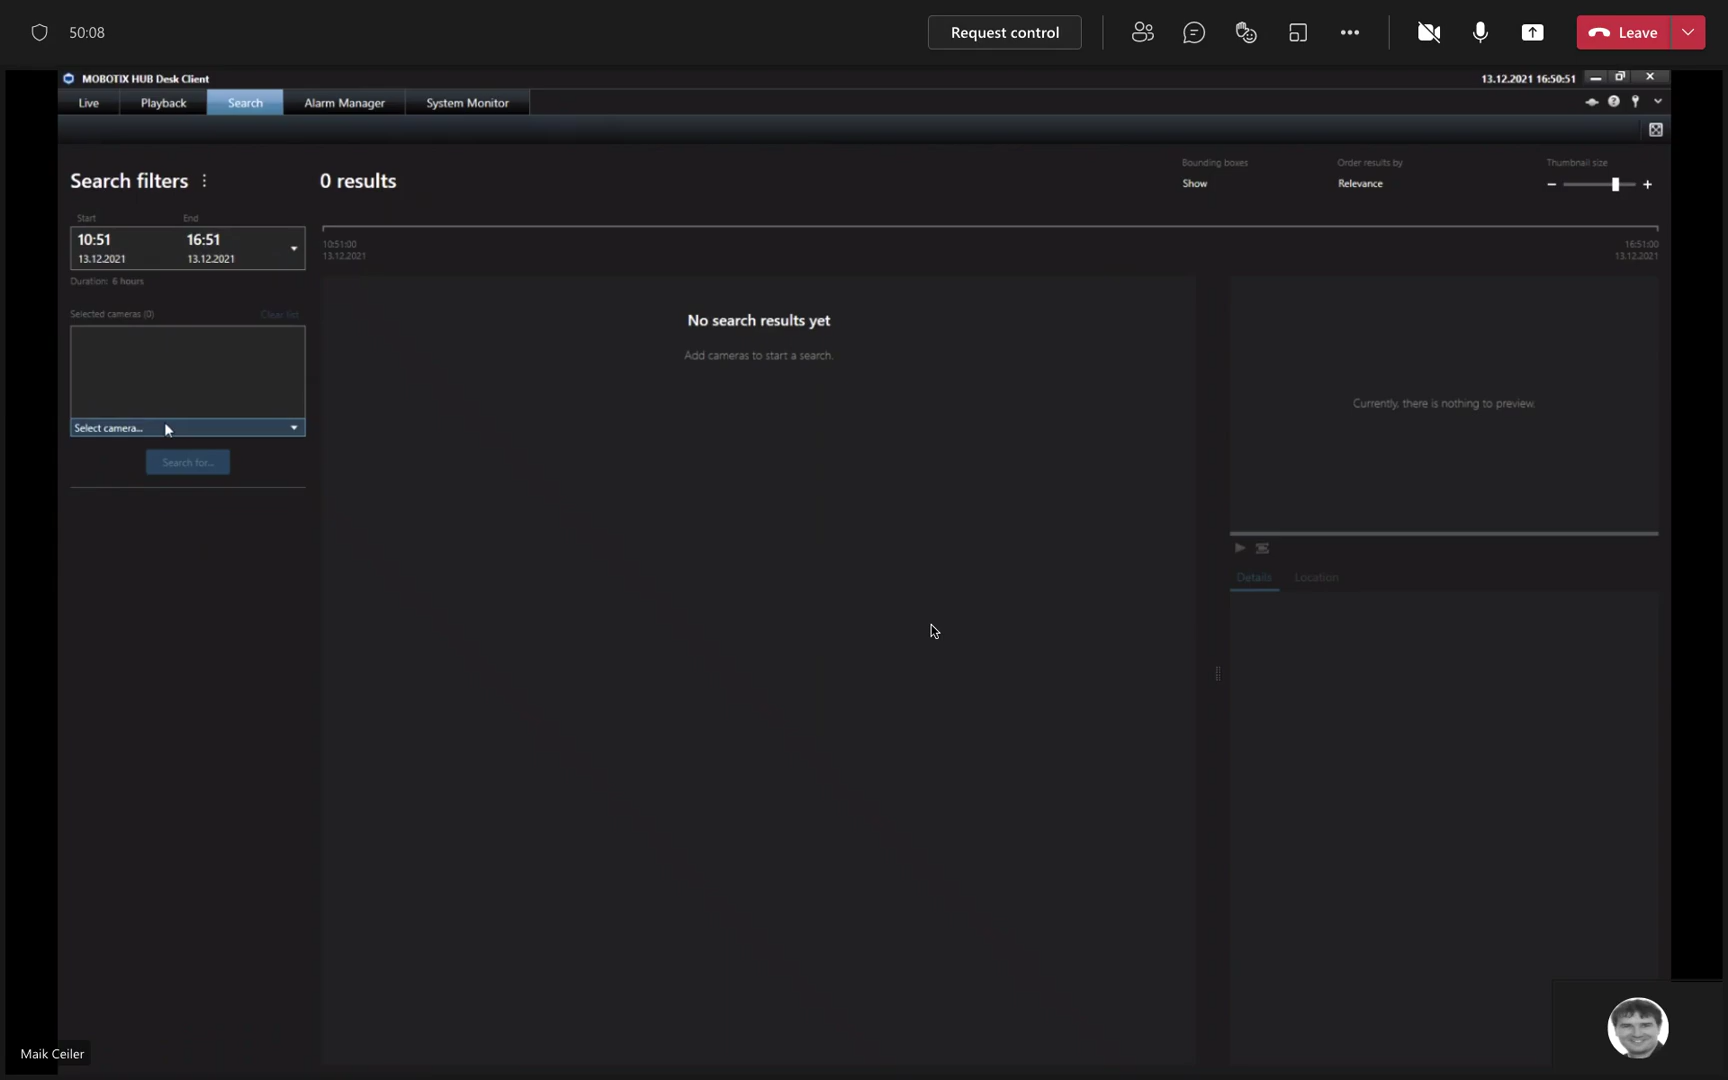 50:08
Request control
Leave
MOBOTIX HUB Desk Client
13.12.2021 16:50:51
Live
Playback
Search
Alarm Manager
System Monitor
Search filters
0 results
Bounding boxes
Show
Order results by
Relevance
Thumbnail size
Start
End
10:51
16:51
13.12.2021
13.12.2021
Duration: 6 hours
10:51:00
13.12.2021
16:51:00
13.12.2021
Selected cameras (0)
Clear list
Select camera...
Search for...
No search results yet
Add cameras to start a search.
Currently, there is nothing to preview.
Details
Location
Maik Ceiler